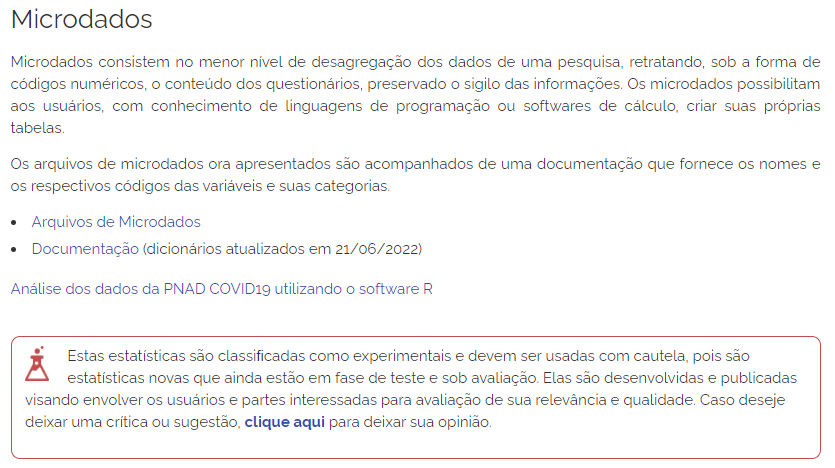 Microdados
Microdados consistem no menor nível de desagregação dos dados de uma pesquisa, retratando, sob a forma de
códigos numéricos, o conteúdo dos questionários, preservado o sigilo das informações. Os microdados possibilitam
aos usuários, com conhecimento de linguagens de programação ou softwares de cálculo, criar suas próprias
tabelas.
Os arquivos de microdados ora apresentados são acompanhados de uma documentação que fornece os nomes e
os respectivos códigos das variáveis e suas categorias.
• Arquivos de Microdados
• Documentação (dicionários atualizados em 21/06/2022)
Análise dos dados da PNAD COVID19 utilizando o software R
Estas estatísticas são classificadas como experimentais e devem ser usadas com cautela, pois são
estatísticas novas que ainda estão em fase de teste e sob avaliação. Elas são desenvolvidas e publicadas
visando envolver os usuários e partes interessadas para avaliação de sua relevância e qualidade. Caso deseje
deixar uma crítica ou sugestão, clique aqui para deixar sua opinião.